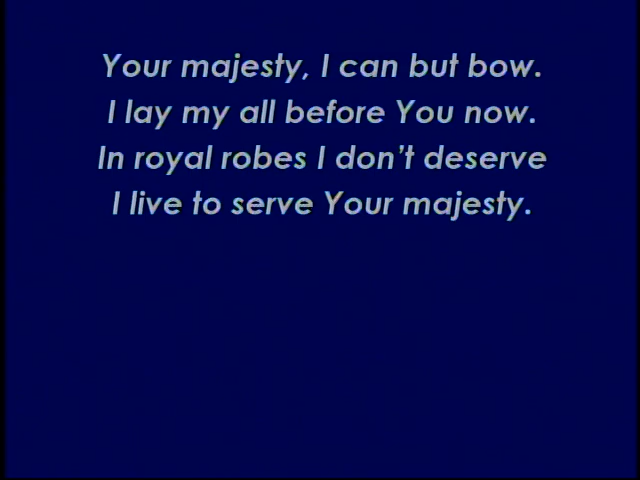 Your majesty, I can but bow.
I lay my all before You now.
In royal robes I don't deserve
I live to serve Your majesty.